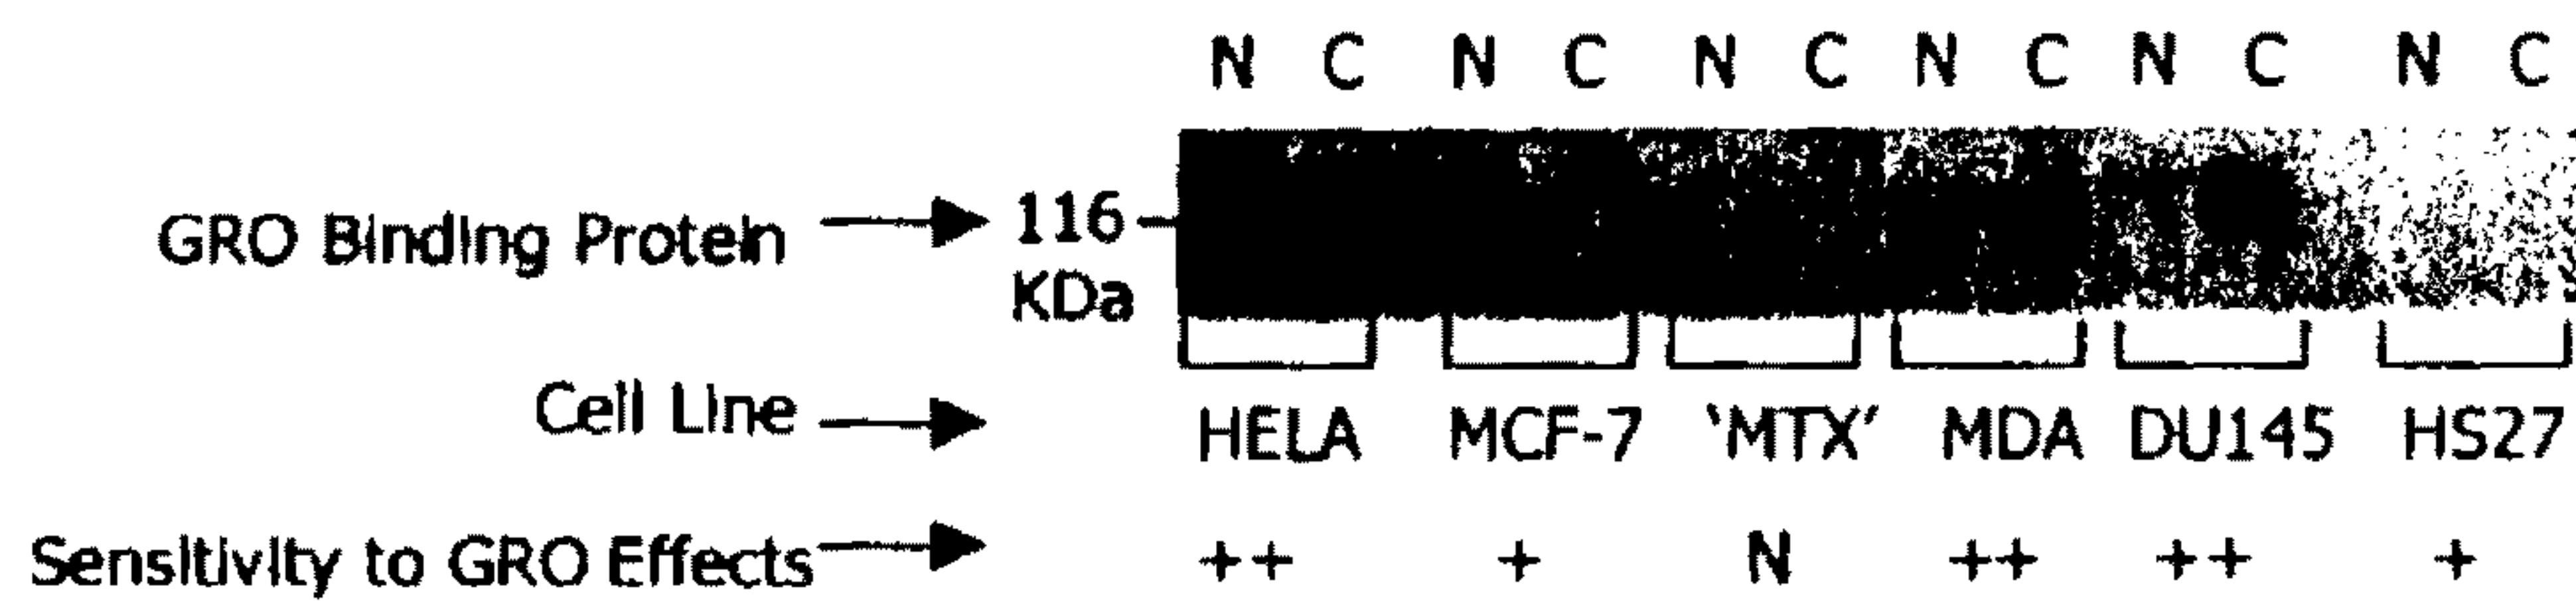 N C N C N C N C N C N C
GRO Binding Protein 116 KDa
Cell Line HELA MCF-7 'MTX' MDA DU145 HS27
Sensitivity to GRO Effects ++ + N ++ ++ +